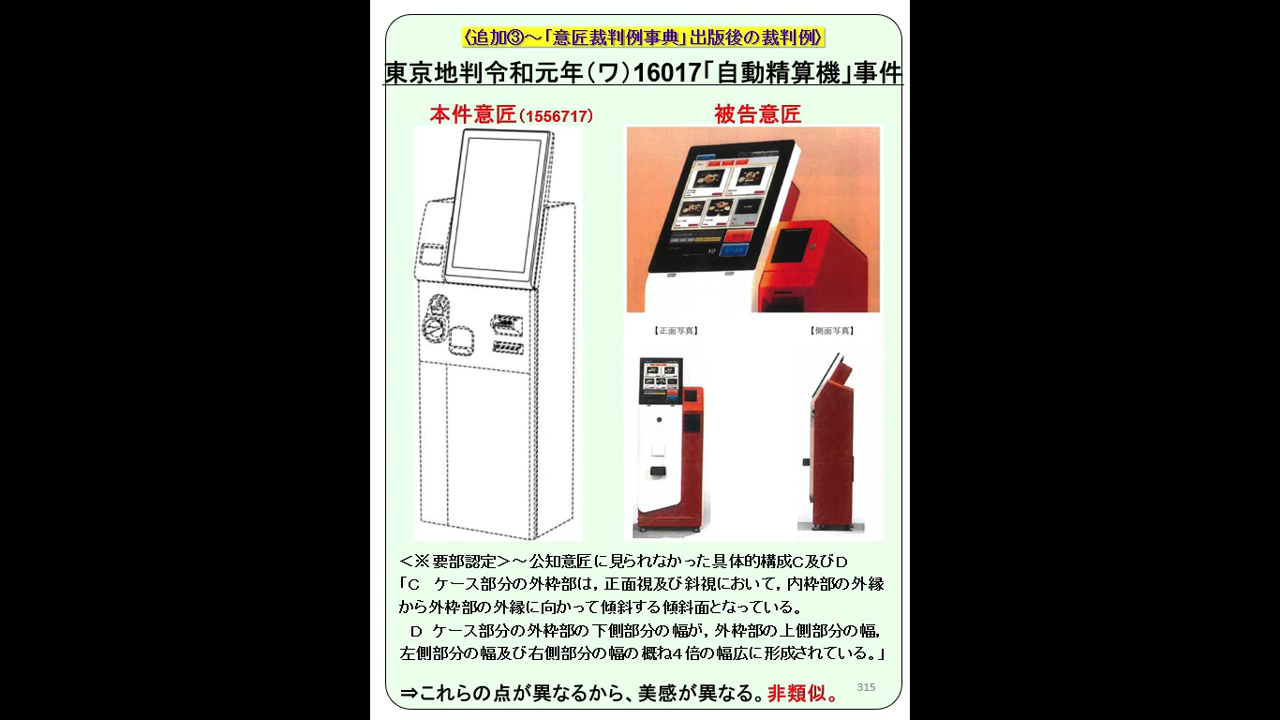 〈追加③～「意匠裁判例事典」出版後の裁判例〉
東京地判令和元年（ワ）16017「自動精算機」事件
本件意匠（1556717）
被告意匠
【正面写真】
【側面写真】
＜※要部認定＞～公知意匠に見られなかった具体的構成C及びD
「C　ケース部分の外枠部は，正面視及び斜視において，内枠部の外縁
から外枠部の外縁に向かって傾斜する傾斜面となっている。
D　ケース部分の外枠部の下側部分の幅が，外枠部の上側部分の幅，
左側部分の幅及び右側部分の幅の概ね４倍の幅広に形成されている。」
⇒これらの点が異なるから、美感が異なる。非類似。
315